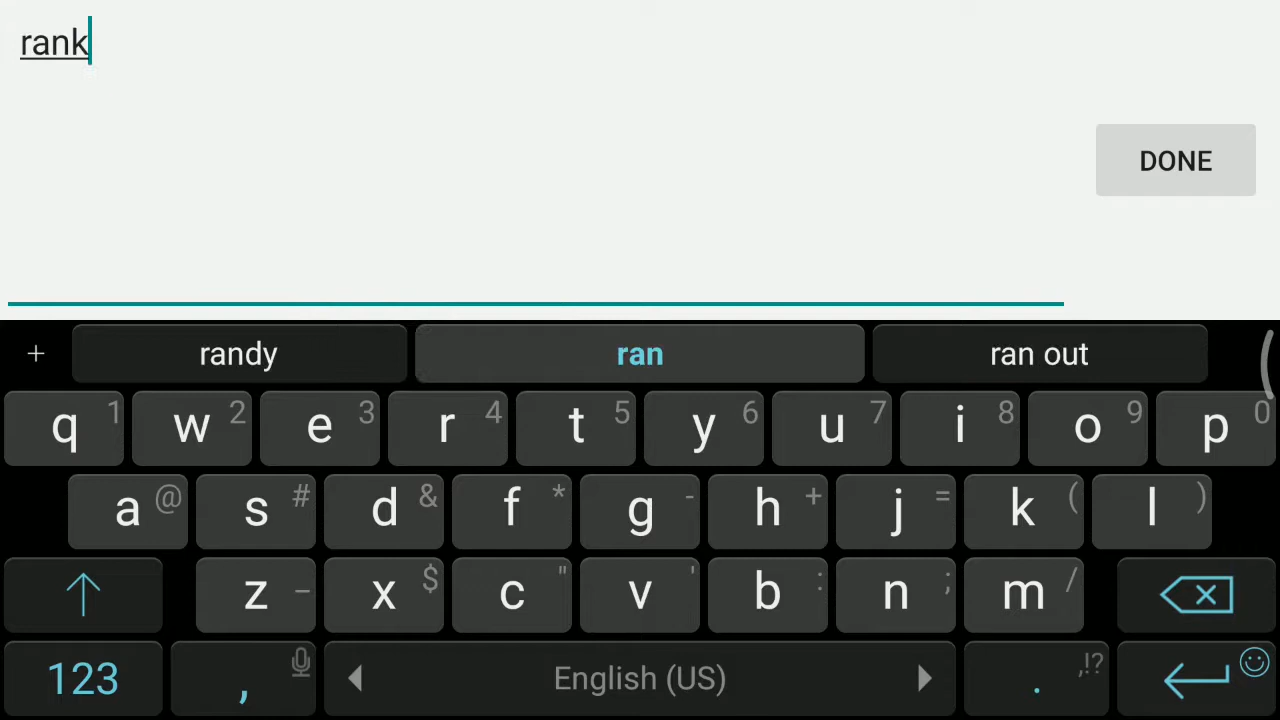 rank
DONE
+ randy ran ran out
q 1 w 2 e 3 r 4 t 5 y 6 u 7 i 8 o 9 p 0
a @ s # d & f * g - h + j = k ( l )
z _ x $ c " v ' b : n ; m /
123 , English (US) . ,!?